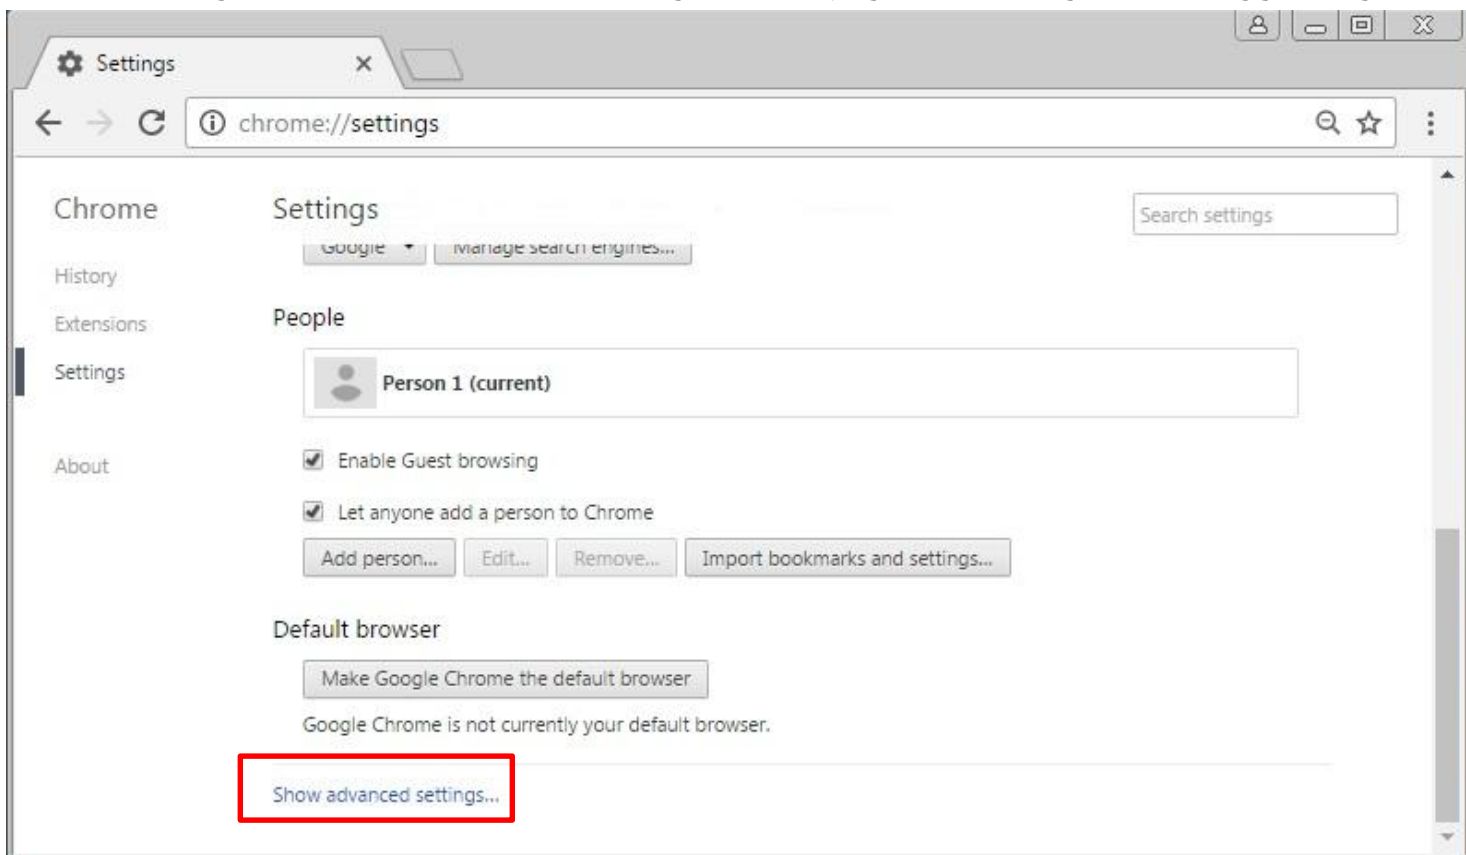 Settings
chrome://settings
Chrome
Settings
Search settings
Google
Manage search engines...
History
Extensions
People
Settings
Person 1 (current)
About
Enable Guest browsing
Let anyone add a person to Chrome
Add person... Edit... Remove... Import bookmarks and settings...
Default browser
Make Google Chrome the default browser
Google Chrome is not currently your default browser.
Show advanced settings...